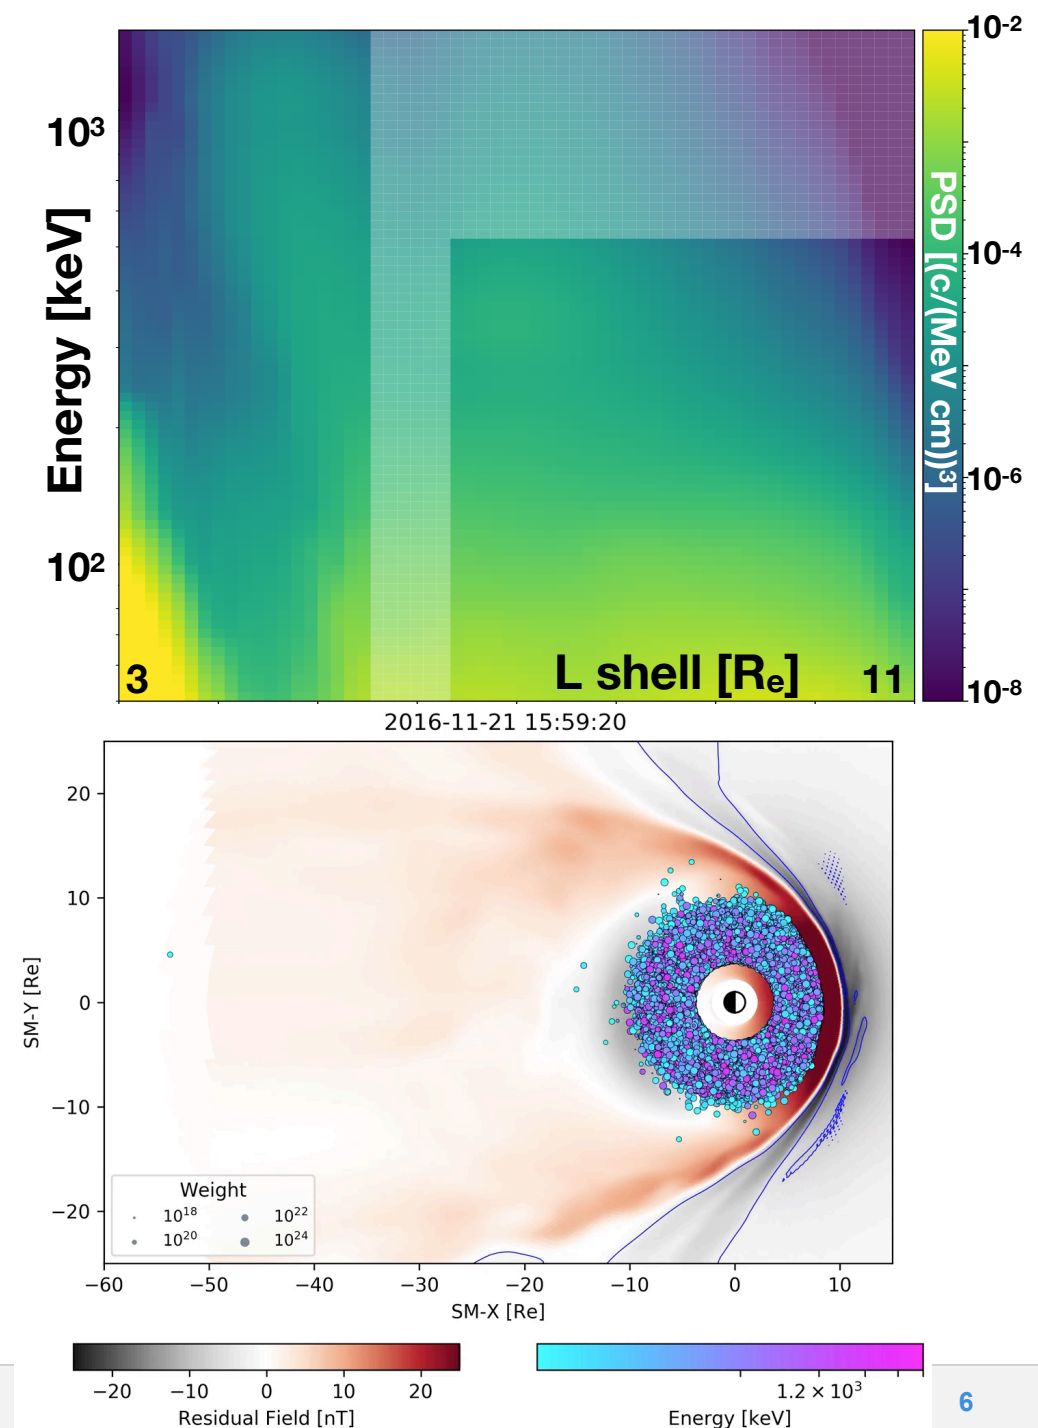 10-2
10³
Energy [keV]
PSD [(c/(MeV cm))³]
10-4
10-6
10²
3
L shell [Re]
11
10-8
2016-11-21 15:59:20
20
10
0
−10
−20
SM-Y [Re]
Weight
10¹⁸ 10²²
10²⁰ 10²⁴
−60 −50 −40 −30 −20 −10 0 10
SM-X [Re]
−20 −10 0 10 20
Residual Field [nT]
1.2 × 10³
Energy [keV]
6